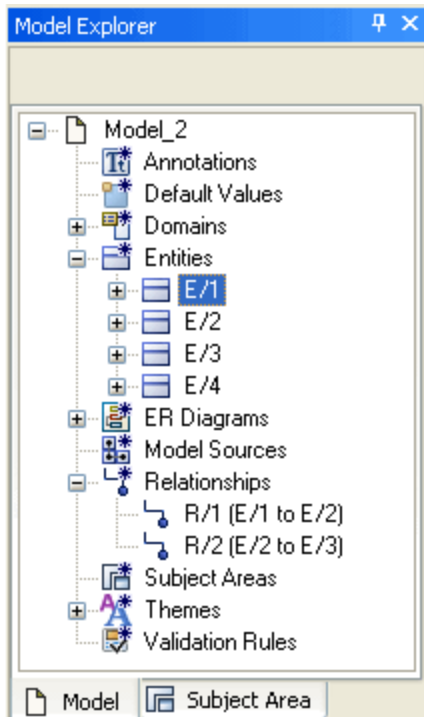 Model Explorer
Model_2
Annotations
Default Values
Domains
Entities
E/1
E/2
E/3
E/4
ER Diagrams
Model Sources
Relationships
R/1 (E/1 to E/2)
R/2 (E/2 to E/3)
Subject Areas
Themes
Validation Rules
Model Subject Area